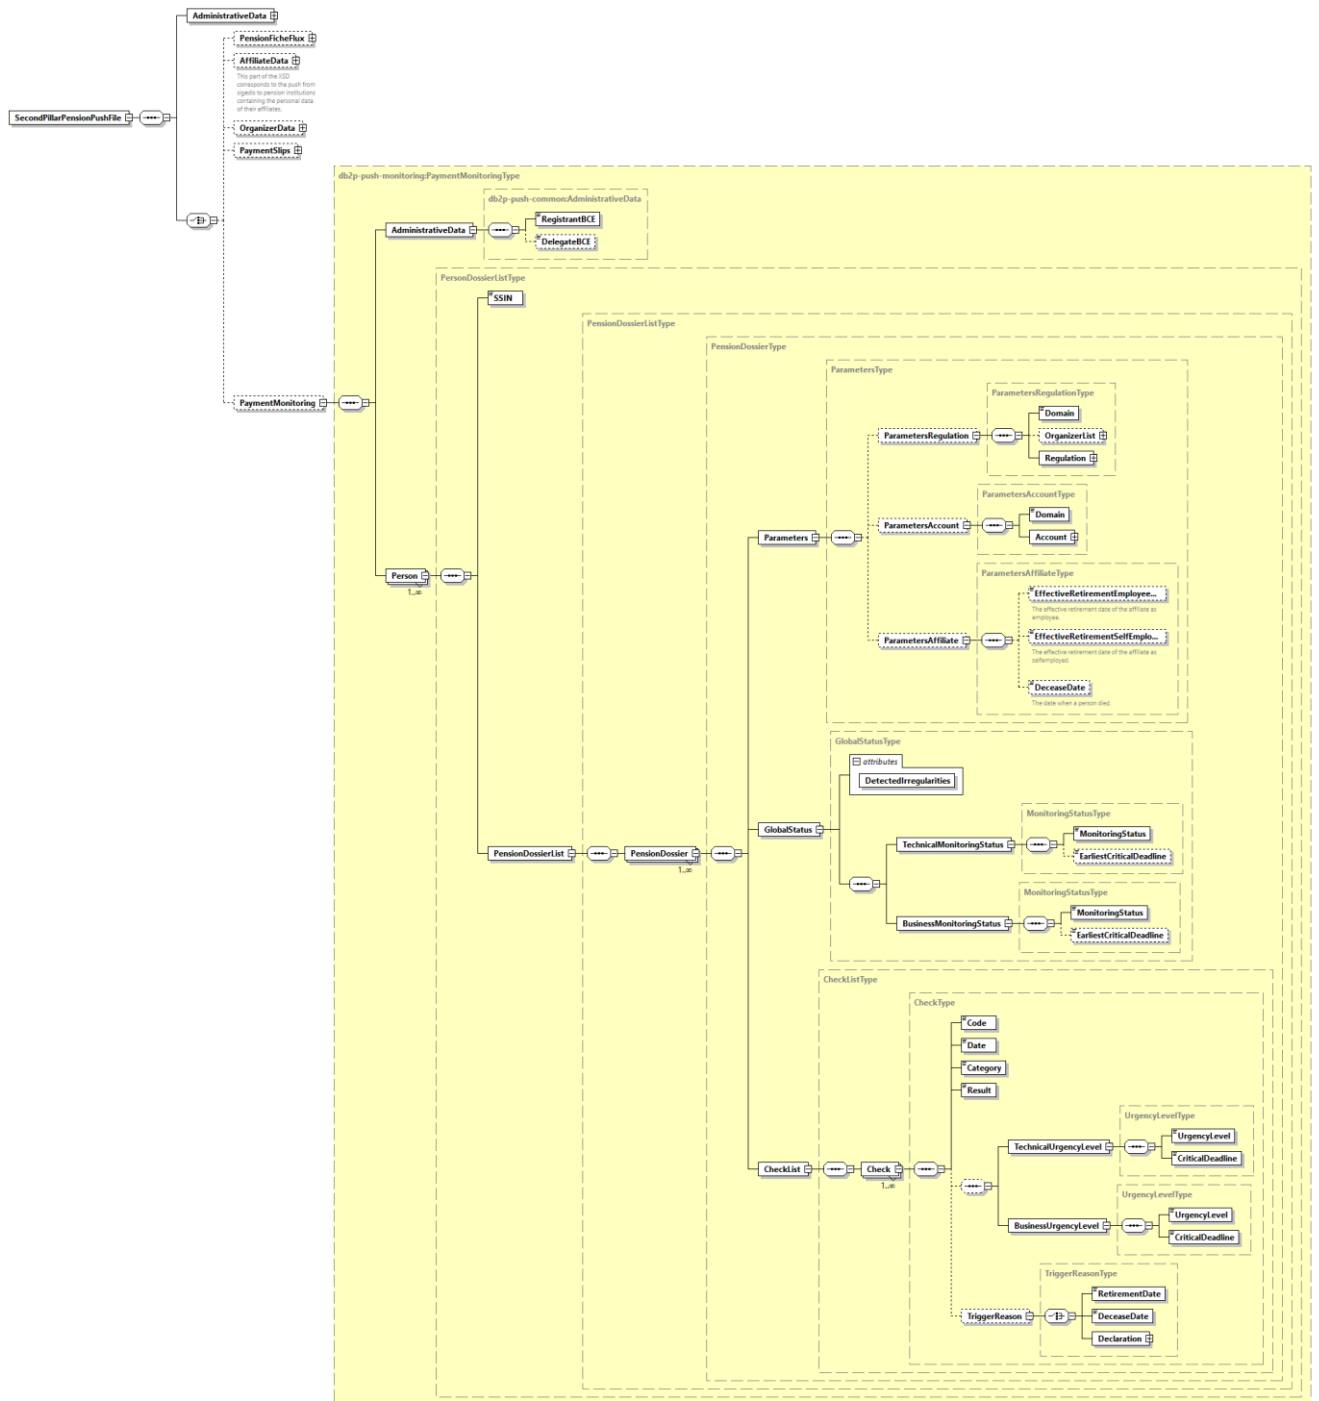 AdministrativeData
PensionFicheFlux
AffiliateData
This part of the XSD
corresponds to the push from
sigedis to pension institutions
containing the personal data
of their affiliates.
SecondPillarPensionPushFile
OrganizerData
PaymentSlips
db2p-push-monitoring:PaymentMonitoringType
db2p-push-common:AdministrativeData
RegistrantBCE
AdministrativeData
DelegateBCE
PersonDossierListType
SSIN
PensionDossierListType
PensionDossierType
ParametersType
ParametersRegulationType
PaymentMonitoring
Domain
ParametersRegulation
OrganizerList
Regulation
ParametersAccountType
Domain
ParametersAccount
Parameters
Account
ParametersAffiliateType
Person
1..∞
EffectiveRetirementEmployee...
The effective retirement date of the affiliate as
employee.
EffectiveRetirementSelfEmplo...
ParametersAffiliate
The effective retirement date of the affiliate as
selfemployed.
DeceaseDate
The date when a person died.
GlobalStatusType
attributes
DetectedIrregularities
MonitoringStatusType
GlobalStatus
MonitoringStatus
TechnicalMonitoringStatus
PensionDossierList
PensionDossier
1..∞
EarliestCriticalDeadline
MonitoringStatusType
MonitoringStatus
BusinessMonitoringStatus
EarliestCriticalDeadline
CheckListType
CheckType
Code
Date
Category
Result
UrgencyLevelType
UrgencyLevel
TechnicalUrgencyLevel
CriticalDeadline
CheckList
Check
1..∞
UrgencyLevelType
UrgencyLevel
BusinessUrgencyLevel
CriticalDeadline
TriggerReasonType
RetirementDate
TriggerReason
DeceaseDate
Declaration